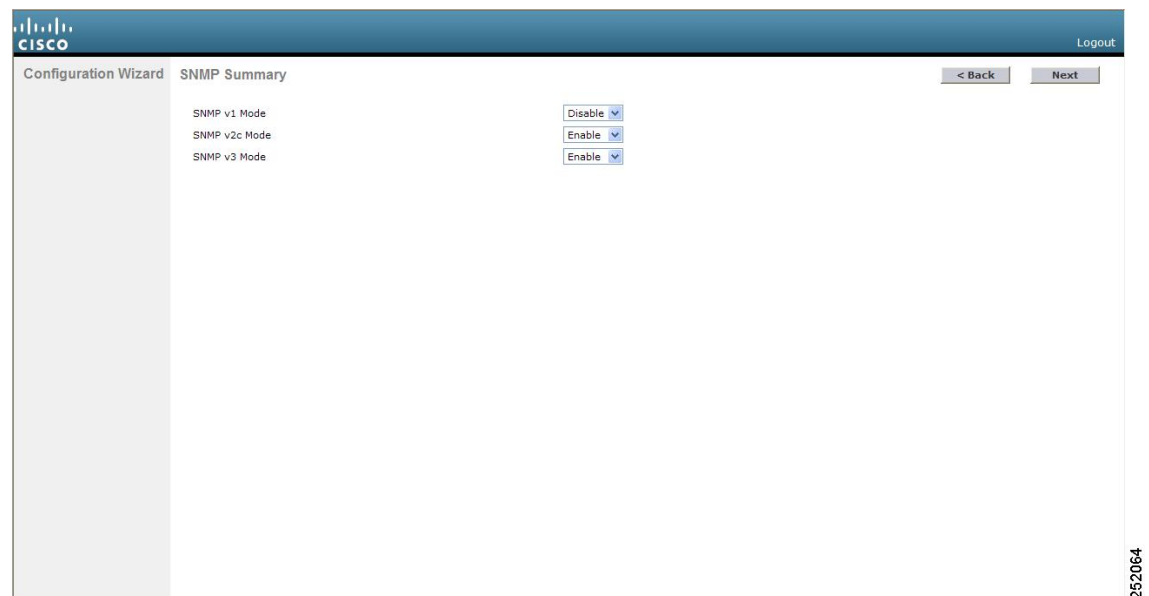 CISCO
Logout
Configuration Wizard
SNMP Summary
< Back
Next
SNMP v1 Mode Disable
SNMP v2c Mode Enable
SNMP v3 Mode Enable
252064